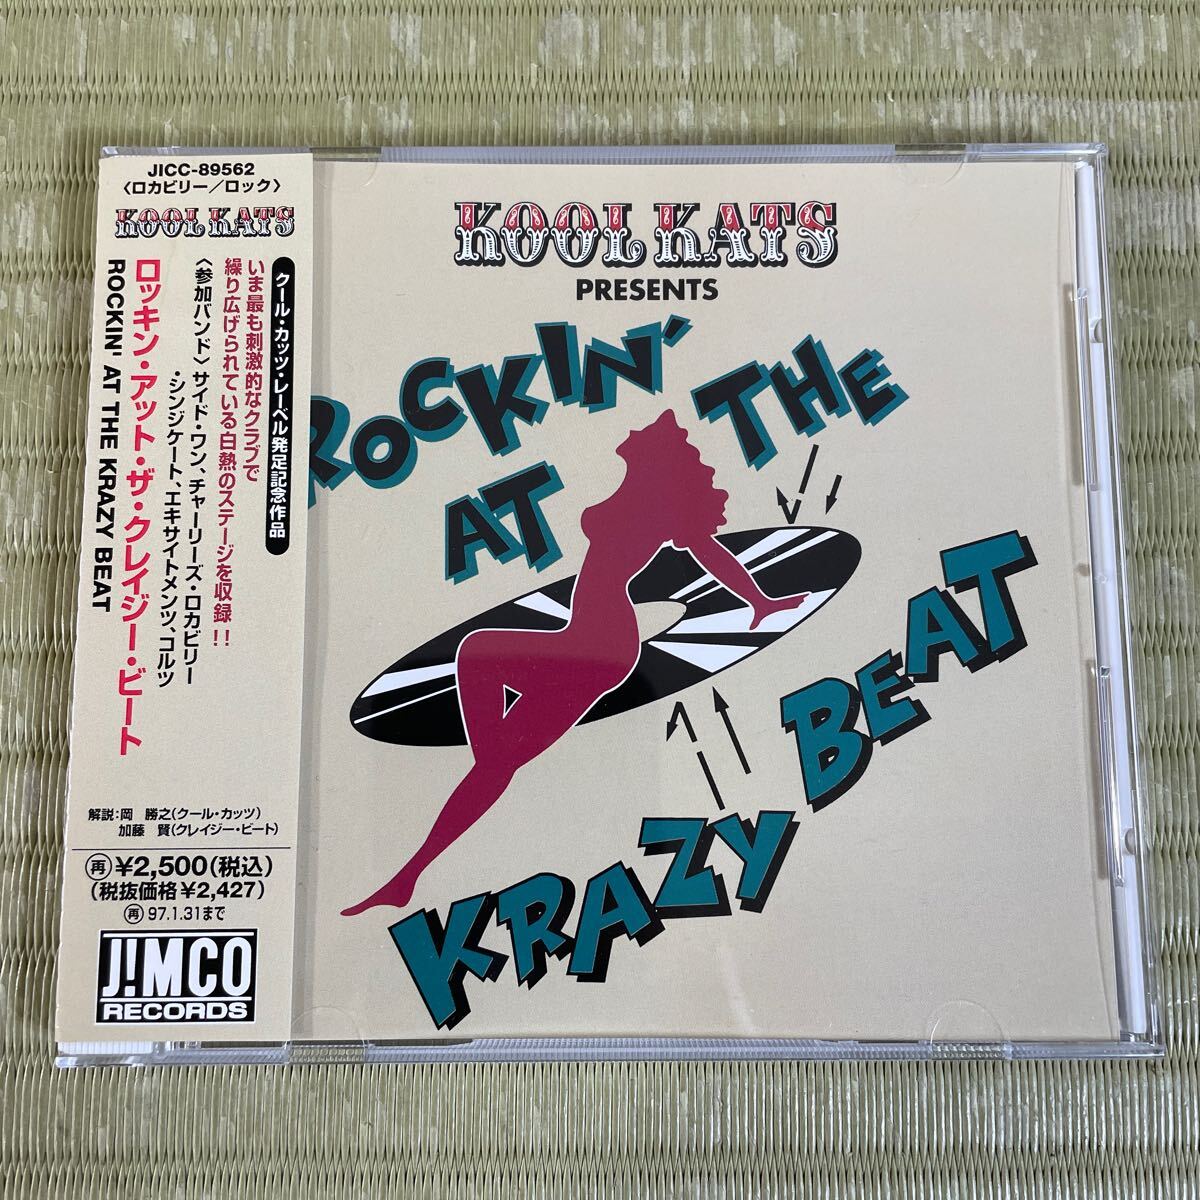 JICC-89562
〈ロカビリー／ロック〉
KOOL KATS
クール・カッツ・レーベル発足記念作品
いま最も刺激的なクラブで
繰り広げられている白熱のステージを収録!!
〈参加バンド〉サイド・ワン、チャーリーズ・ロカビリー
・シンジケート、エキサイトメンツ、コルツ
ロッキン・アット・ザ・クレイジー・ビート
ROCKIN' AT THE KRAZY BEAT
解説：岡 勝之(クール・カッツ)
加藤 賢(クレイジー・ビート)
再 ¥2,500(税込)
(税抜価格¥2,427)
再 97.1.31まで
J!MCO
RECORDS
KOOL KATS
PRESENTS
ROCKIN'
AT THE
KRAZY BEAT